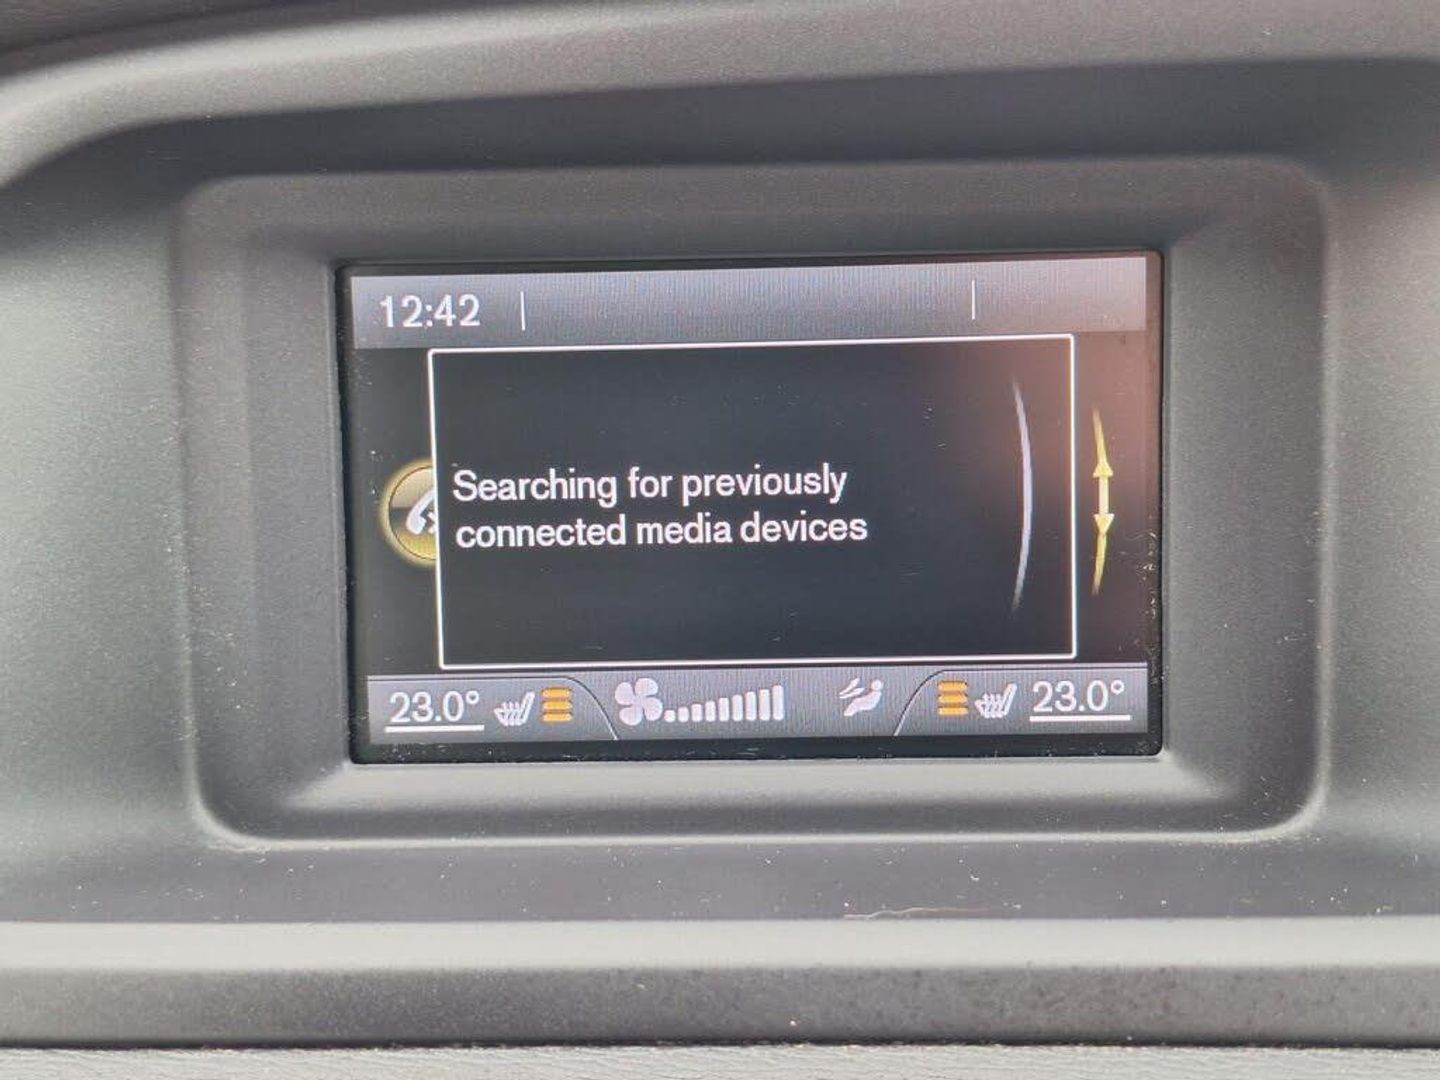 12:42
Searching for previously
connected media devices
23.0° 23.0°